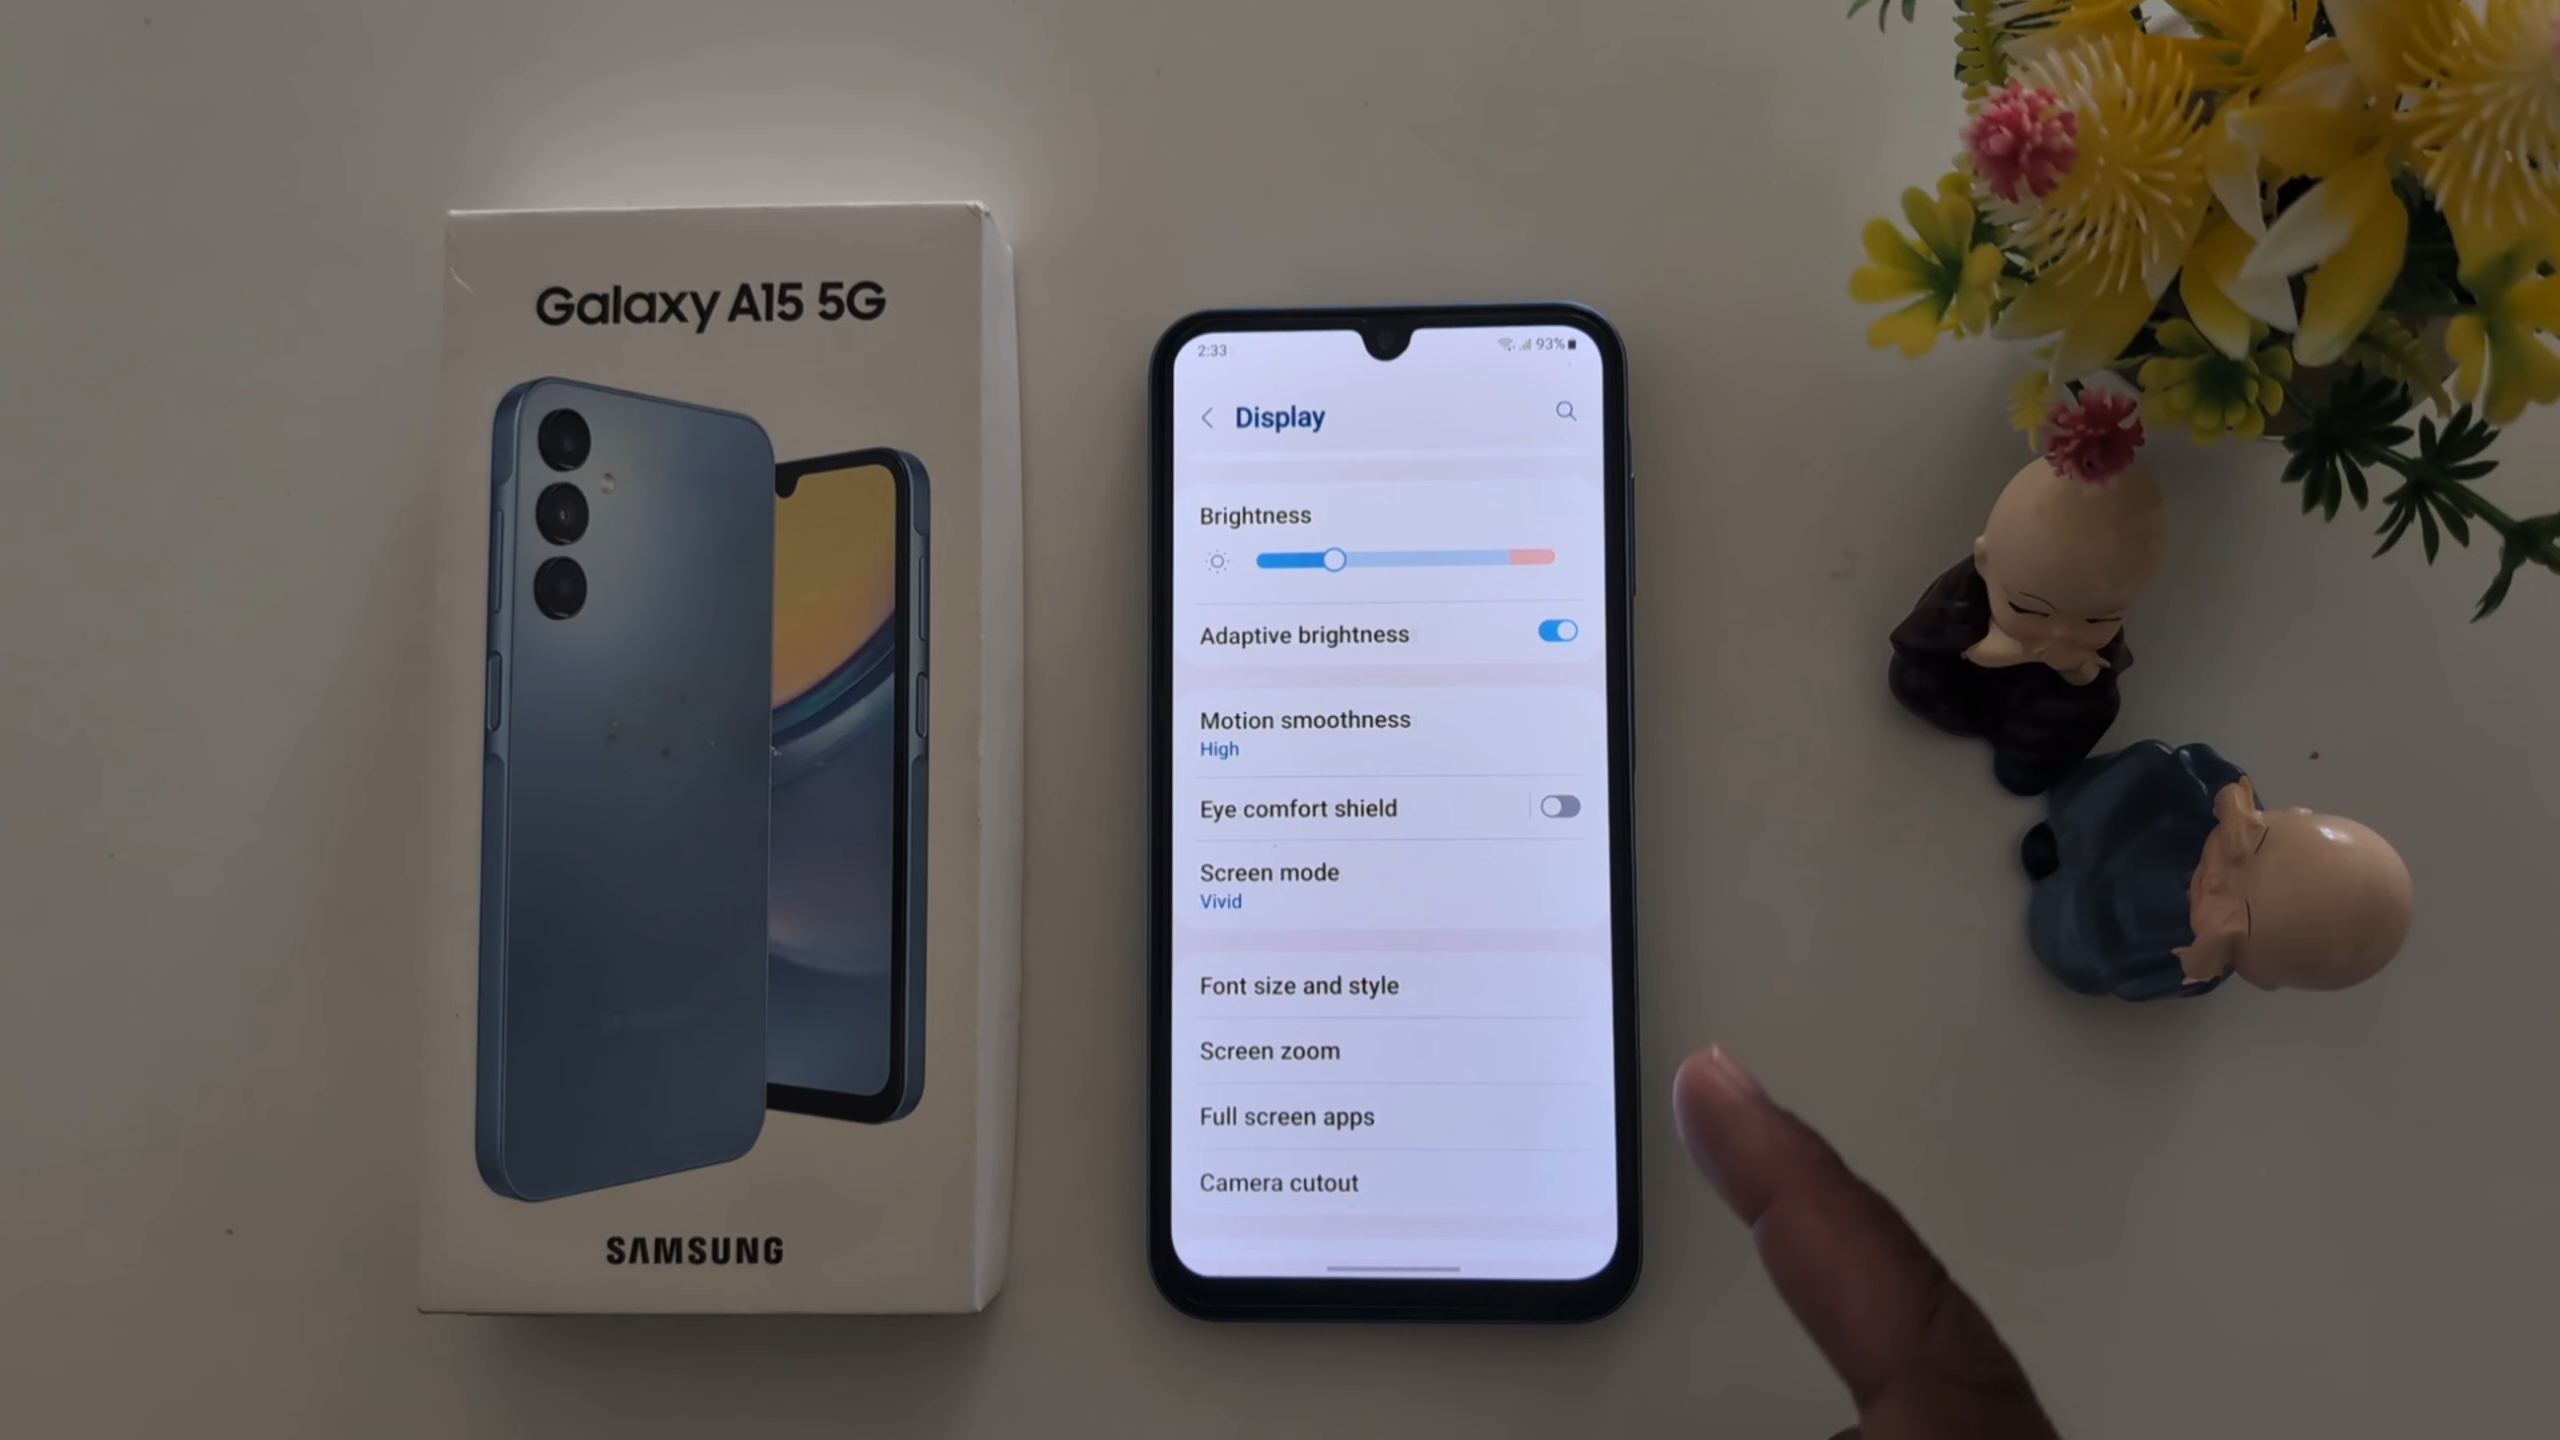 Galaxy A15 5G
SAMSUNG
2:33
93%
Display
Brightness
Adaptive brightness
Motion smoothness
High
Eye comfort shield
Screen mode
Vivid
Font size and style
Screen zoom
Full screen apps
Camera cutout